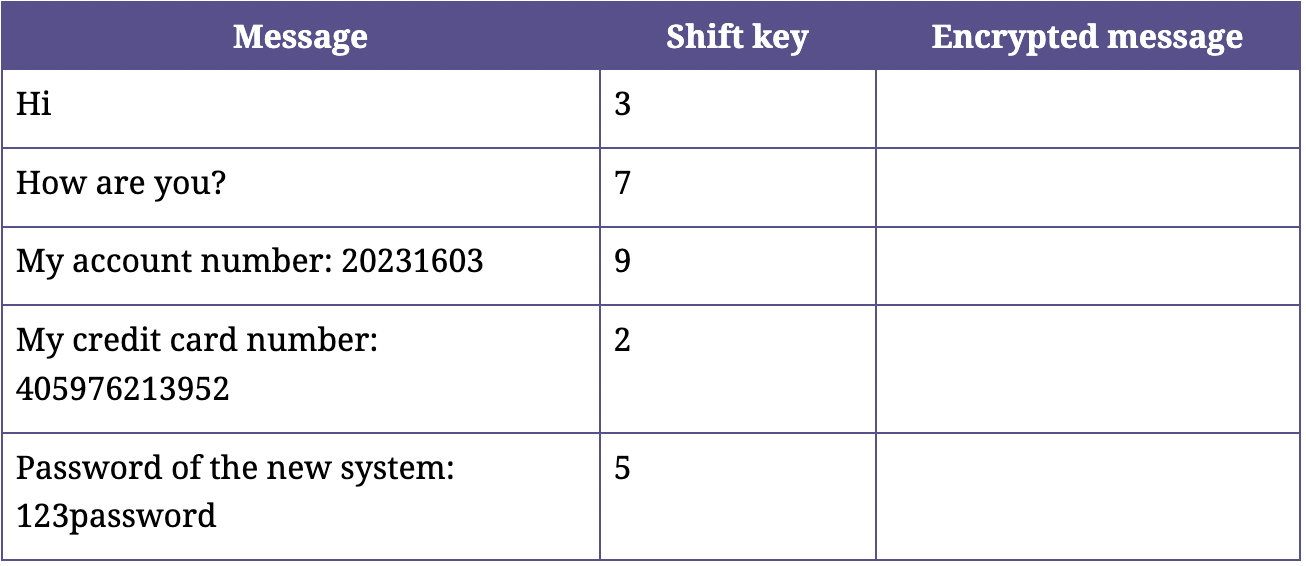 Message Shift key Encrypted message
Hi 3
How are you? 7
My account number: 20231603 9
My credit card number: 2
405976213952
Password of the new system: 5
123password